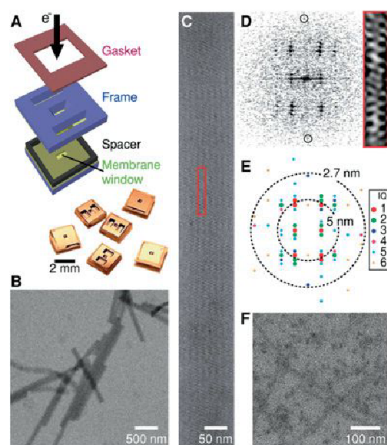 A
e⁻
Gasket
Frame
Spacer
Membrane
window
2 mm
B
500 nm
C
50 nm
D
E
2.7 nm
5 nm
IQ
1
2
3
4
5
6
F
100 nm